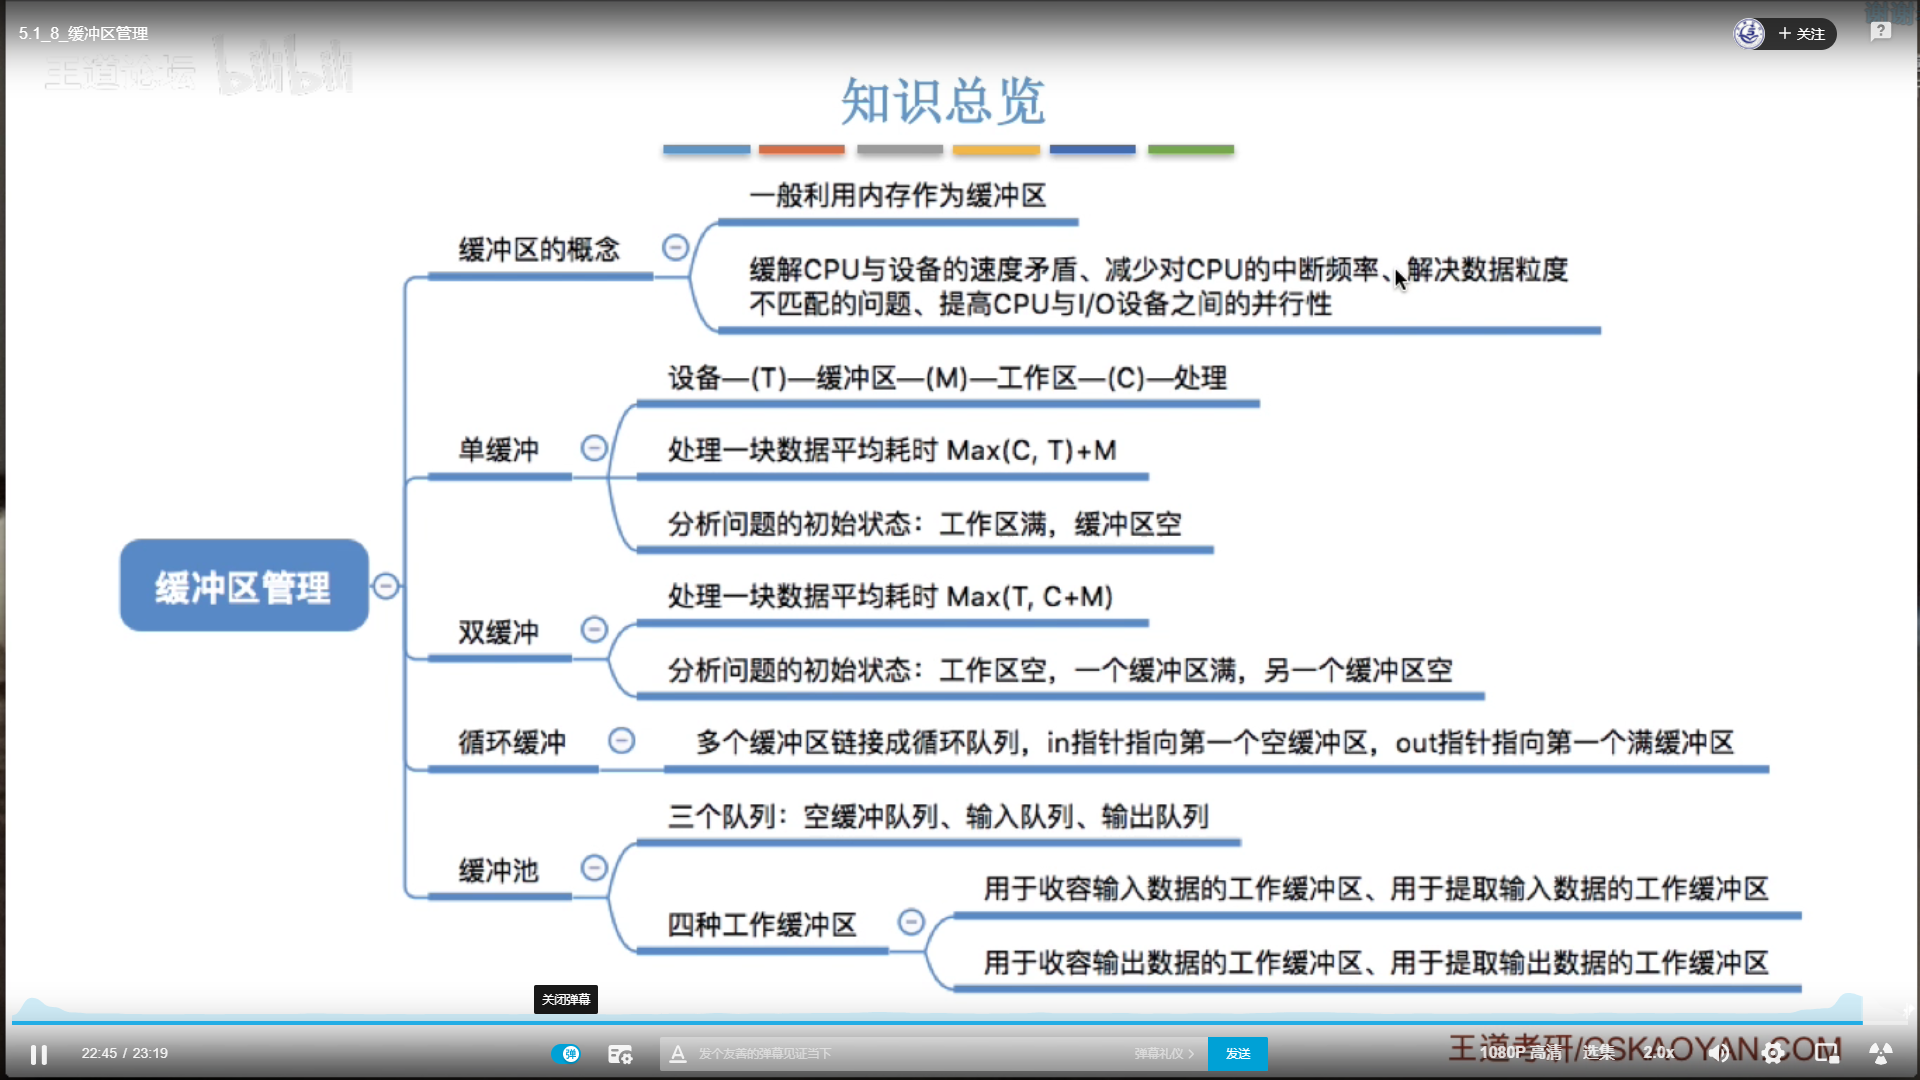 5.1_8_缓冲区管理
王道论坛 bilibili
+ 关注
?
知识总览
一般利用内存作为缓冲区
缓冲区的概念
缓解CPU与设备的速度矛盾、减少对CPU的中断频率、解决数据粒度
不匹配的问题、提高CPU与I/O设备之间的并行性
设备—(T)—缓冲区—(M)—工作区—(C)—处理
单缓冲
处理一块数据平均耗时 Max(C, T)+M
分析问题的初始状态：工作区满，缓冲区空
缓冲区管理
处理一块数据平均耗时 Max(T, C+M)
双缓冲
分析问题的初始状态：工作区空，一个缓冲区满，另一个缓冲区空
循环缓冲
多个缓冲区链接成循环队列，in指针指向第一个空缓冲区，out指针指向第一个满缓冲区
三个队列：空缓冲队列、输入队列、输出队列
缓冲池
四种工作缓冲区
用于收容输入数据的工作缓冲区、用于提取输入数据的工作缓冲区
用于收容输出数据的工作缓冲区、用于提取输出数据的工作缓冲区
关闭弹幕
22:45 / 23:19
弹
A 发个友善的弹幕见证当下
弹幕礼仪 >
发送
王道考研/CSKAOYAN.COM
1080P 高清 选集 2.0x